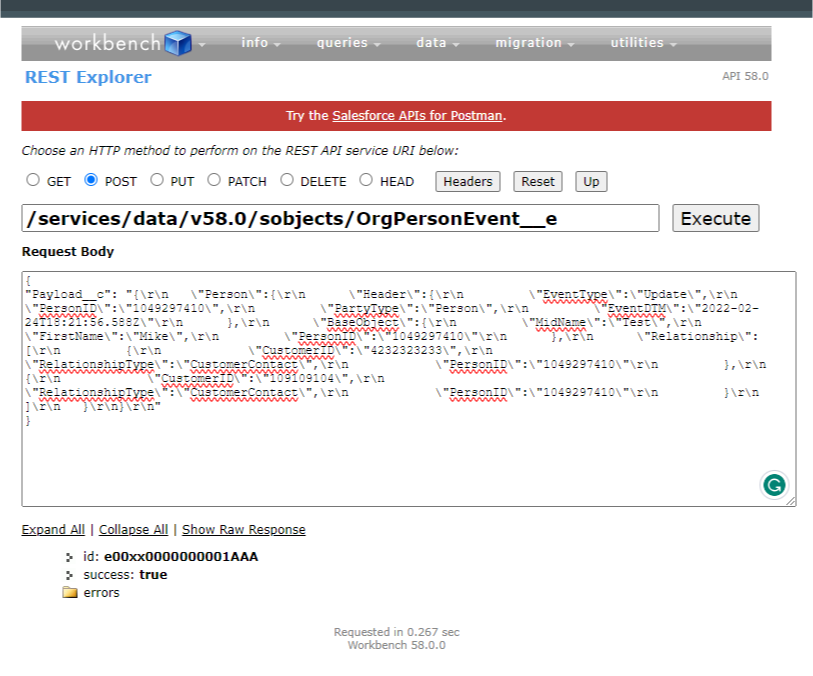 workbench info queries data migration utilities
REST Explorer API 58.0
Try the Salesforce APIs for Postman.
Choose an HTTP method to perform on the REST API service URI below:
GET POST PUT PATCH DELETE HEAD Headers Reset Up
/services/data/v58.0/sobjects/OrgPersonEvent__e Execute
Request Body
{
"Payload__c": "{\r\n   \"Person\":{\r\n      \"Header\":{\r\n         \"EventType\":\"Update\",\r\n
\"PersonID\":\"1049297410\",\r\n         \"PartyType\":\"Person\",\r\n         \"EventDTM\":\"2022-02-
24T18:21:56.588Z\"\r\n      },\r\n      \"BaseObject\":{\r\n         \"MidName\":\"Test\",\r\n
\"FirstName\":\"Mike\",\r\n         \"PersonID\":\"1049297410\"\r\n      },\r\n      \"Relationship\":
[\r\n         {\r\n            \"CustomerID\":\"4232323233\",\r\n
\"RelationshipType\":\"CustomerContact\",\r\n            \"PersonID\":\"1049297410\"\r\n         },\r\n
{\r\n            \"CustomerID\":\"109109104\",\r\n
\"RelationshipType\":\"CustomerContact\",\r\n            \"PersonID\":\"1049297410\"\r\n         }\r\n
]\r\n   }\r\n}\r\n"
}
Expand All | Collapse All | Show Raw Response
id: e00xx0000000001AAA
success: true
errors
Requested in 0.267 sec
Workbench 58.0.0